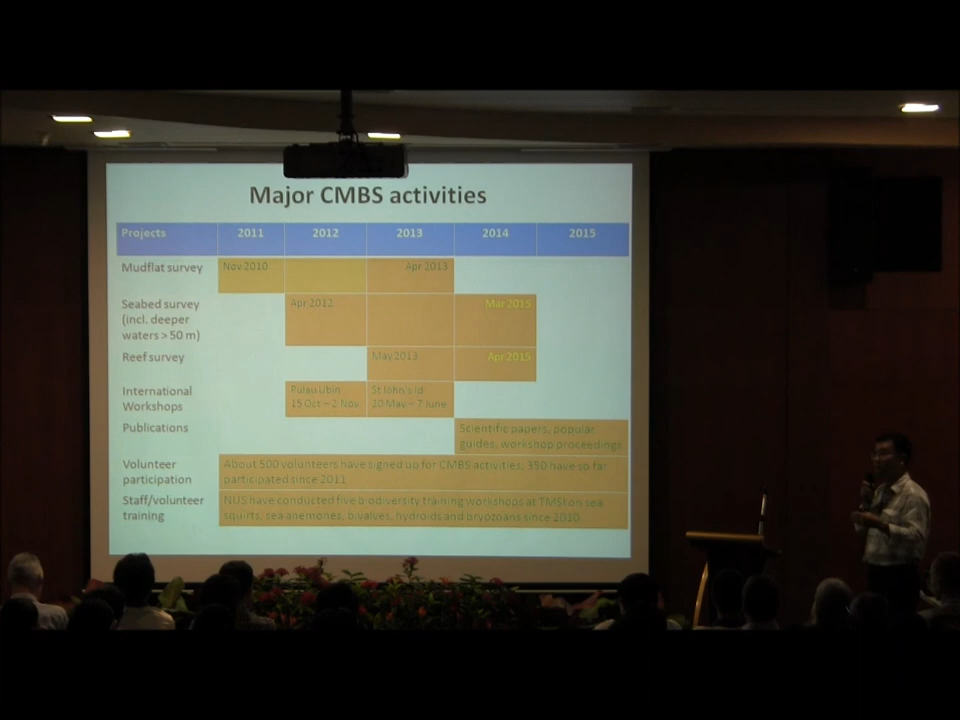 Major CMBS activities
Projects 2011 2012 2013 2014 2015
Mudflat survey Nov 2010 Apr 2013
Seabed survey Apr 2012 Mar 2015
(incl. deeper
waters > 50 m)
Reef survey May 2013 Apr 2015
International Pulau Ubin St John's Id
Workshops 15 Oct – 2 Nov 20 May – 7 June
Publications Scientific papers, popular
guides, workshop proceedings
Volunteer About 500 volunteers have signed up for CMBS activities, 350 have so far
participation participated since 2011
Staff/volunteer NUS have conducted five biodiversity training workshops at TMSI on sea
training squirts, sea anemones, bivalves, hydroids and bryozoans since 2010